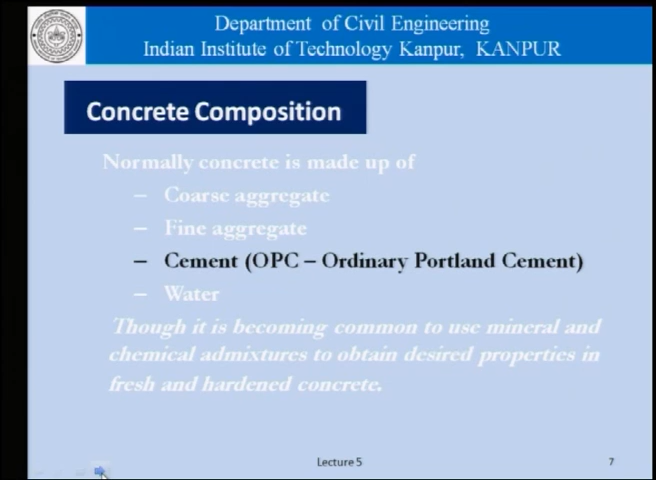 Department of Civil Engineering
Indian Institute of Technology Kanpur, KANPUR
Concrete Composition
Normally concrete is made up of
– Coarse aggregate
– Fine aggregate
– Cement (OPC – Ordinary Portland Cement)
– Water
Though it is becoming common to use mineral and
chemical admixtures to obtain desired properties in
fresh and hardened concrete.
Lecture 5
7